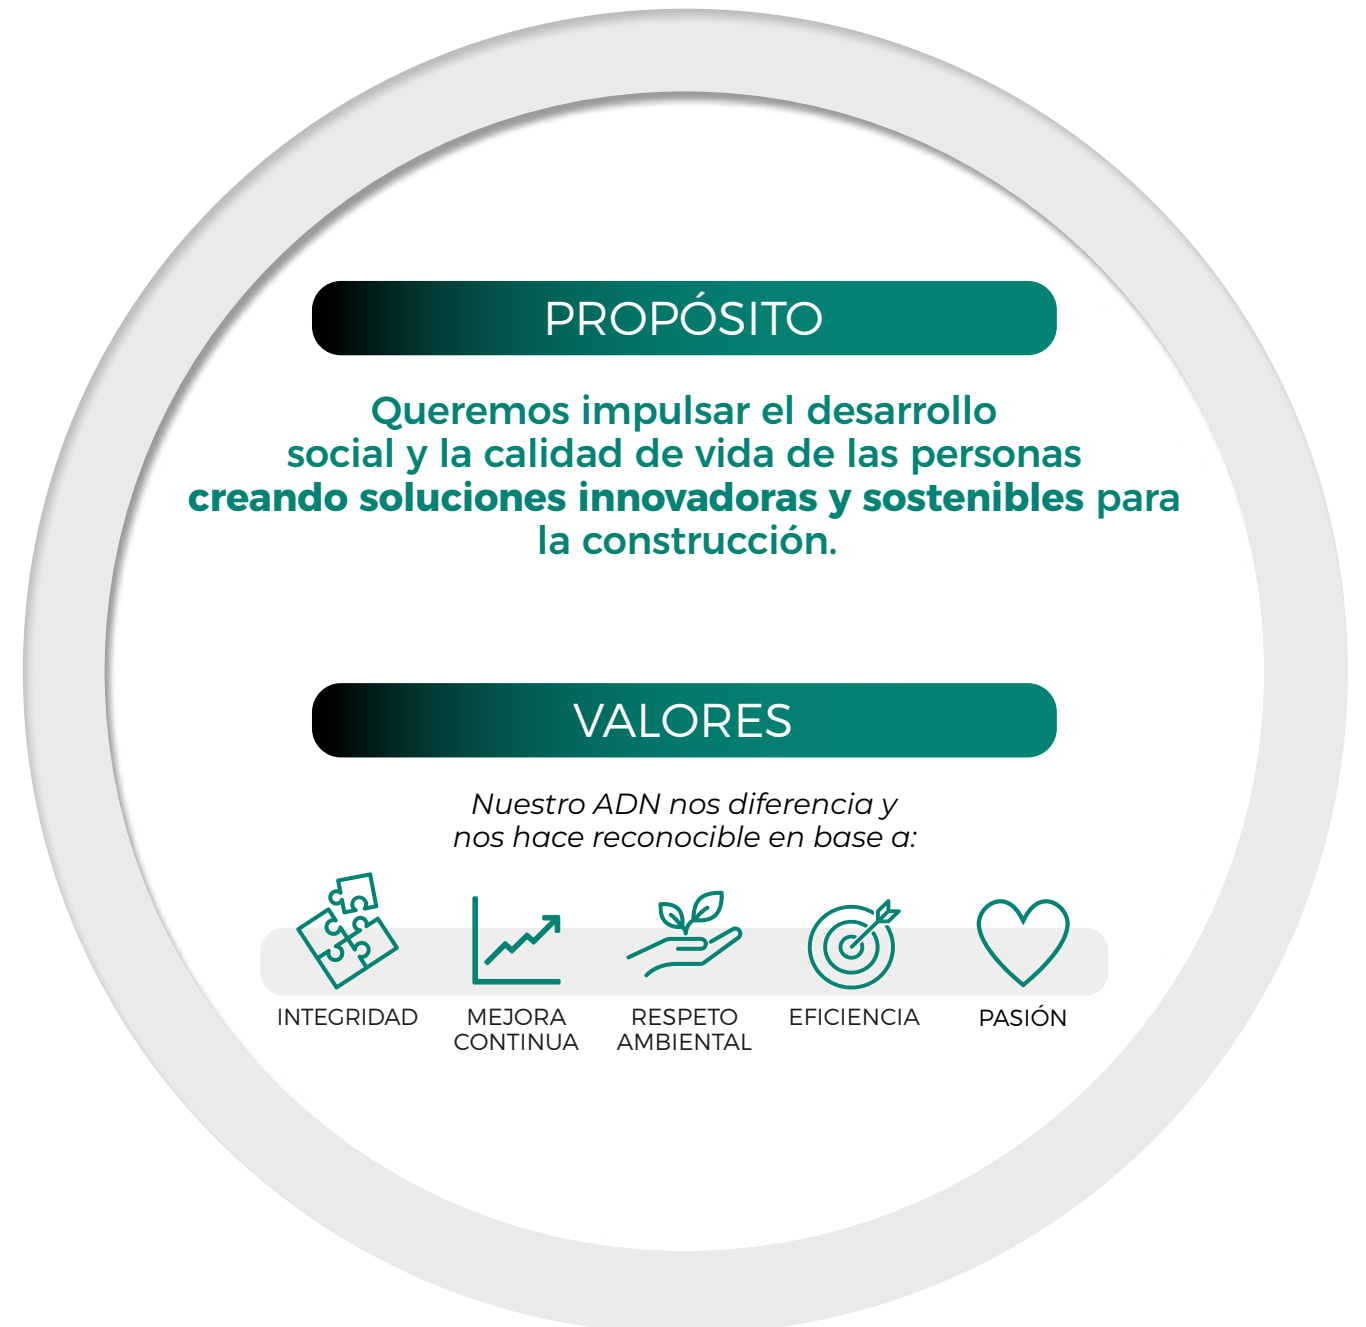 PROPÓSITO
Queremos impulsar el desarrollo
social y la calidad de vida de las personas
creando soluciones innovadoras y sostenibles para
la construcción.
VALORES
Nuestro ADN nos diferencia y
nos hace reconocible en base a:
INTEGRIDAD
MEJORA
CONTINUA
RESPETO
AMBIENTAL
EFICIENCIA
PASIÓN